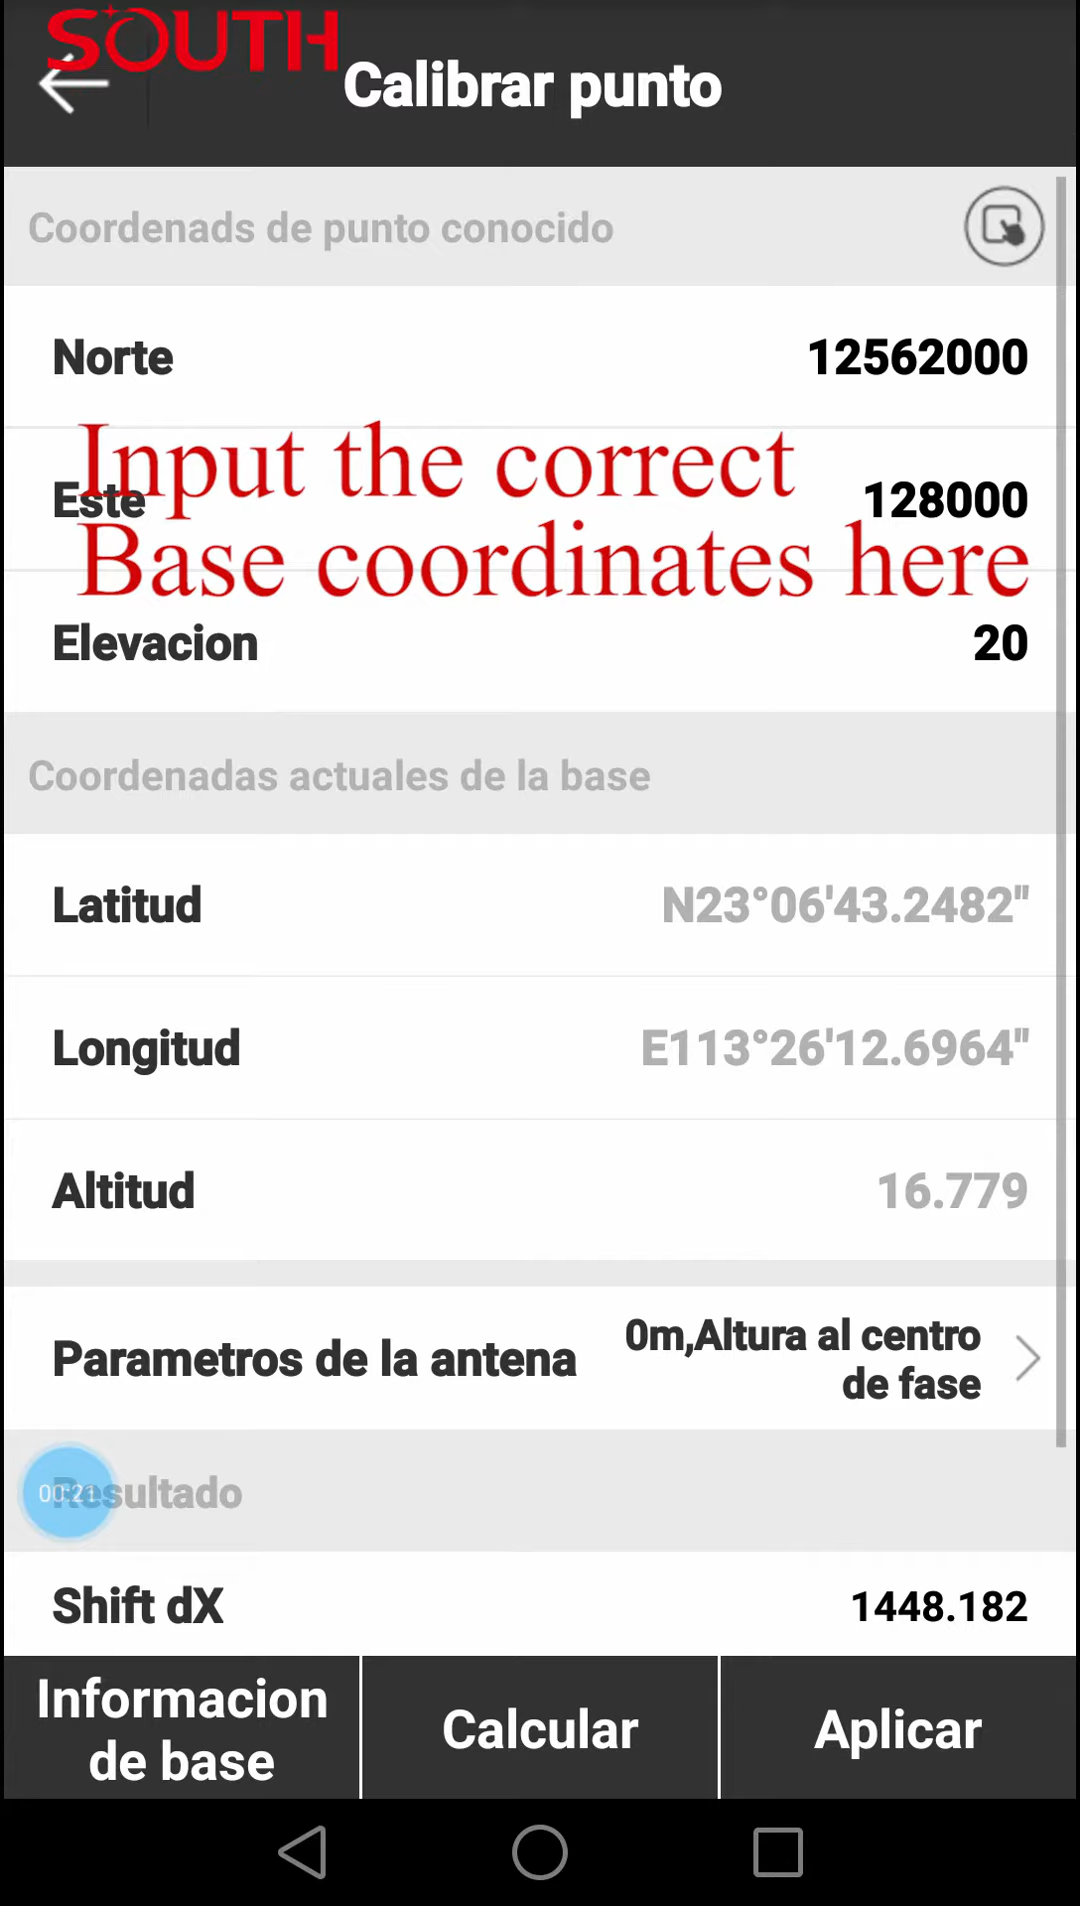 SOUTH
Calibrar punto
Coordenads de punto conocido
Norte 12562000
Input the correct
Este 128000
Base coordinates here
Elevacion 20
Coordenadas actuales de la base
Latitud N23°06'43.2482"
Longitud E113°26'12.6964"
Altitud 16.779
Parametros de la antena 0m,Altura al centro
de fase
00:21
Resultado
Shift dX 1448.182
Informacion
de base
Calcular
Aplicar